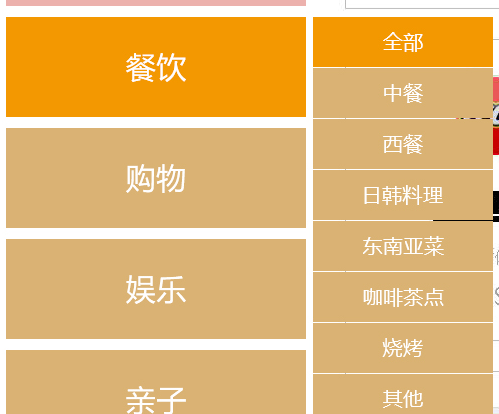 餐饮
购物
娱乐
亲子
全部
中餐
西餐
日韩料理
东南亚菜
咖啡茶点
烧烤
其他